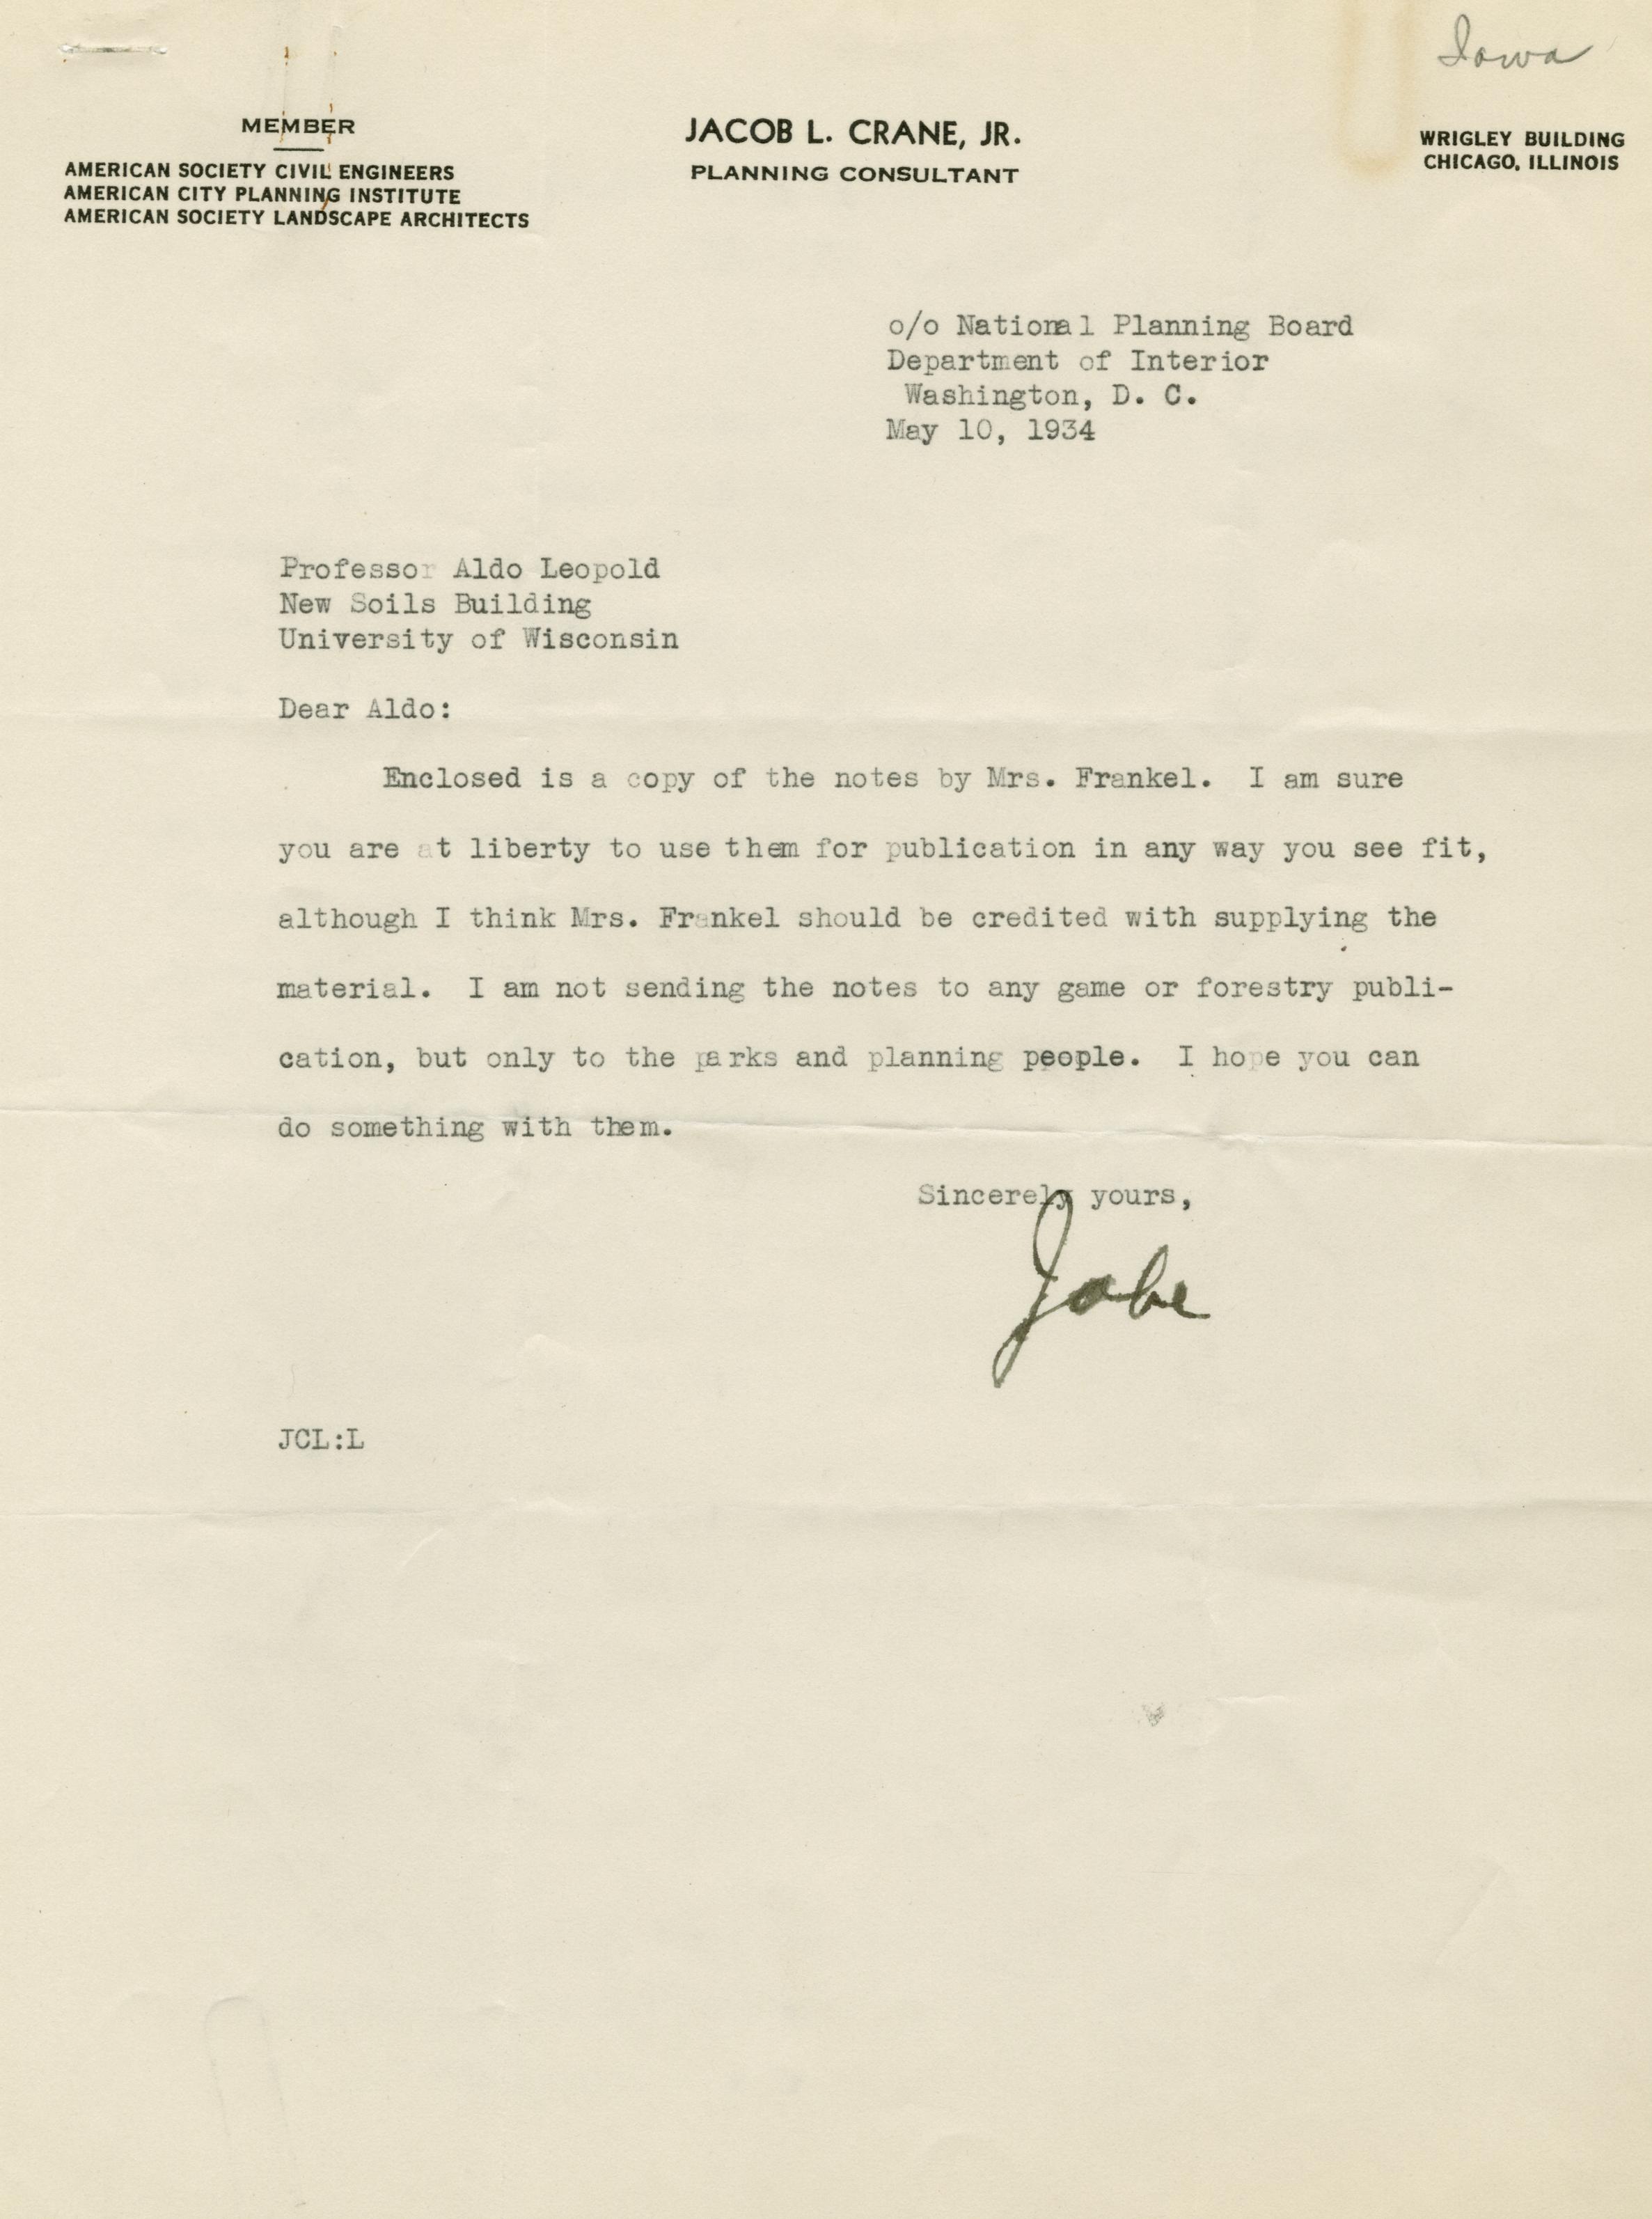 Iowa
MEMBER
AMERICAN SOCIETY CIVIL ENGINEERS
AMERICAN CITY PLANNING INSTITUTE
AMERICAN SOCIETY LANDSCAPE ARCHITECTS
JACOB L. CRANE, JR.
PLANNING CONSULTANT
WRIGLEY BUILDING
CHICAGO, ILLINOIS
o/o National Planning Board
Department of Interior
Washington, D. C.
May 10, 1934
Professor Aldo Leopold
New Soils Building
University of Wisconsin
Dear Aldo:
Enclosed is a copy of the notes by Mrs. Frankel. I am sure
you are at liberty to use them for publication in any way you see fit,
although I think Mrs. Frankel should be credited with supplying the
material. I am not sending the notes to any game or forestry publi-
cation, but only to the parks and planning people. I hope you can
do something with them.
Sincerely yours,
Jake
JCL:L